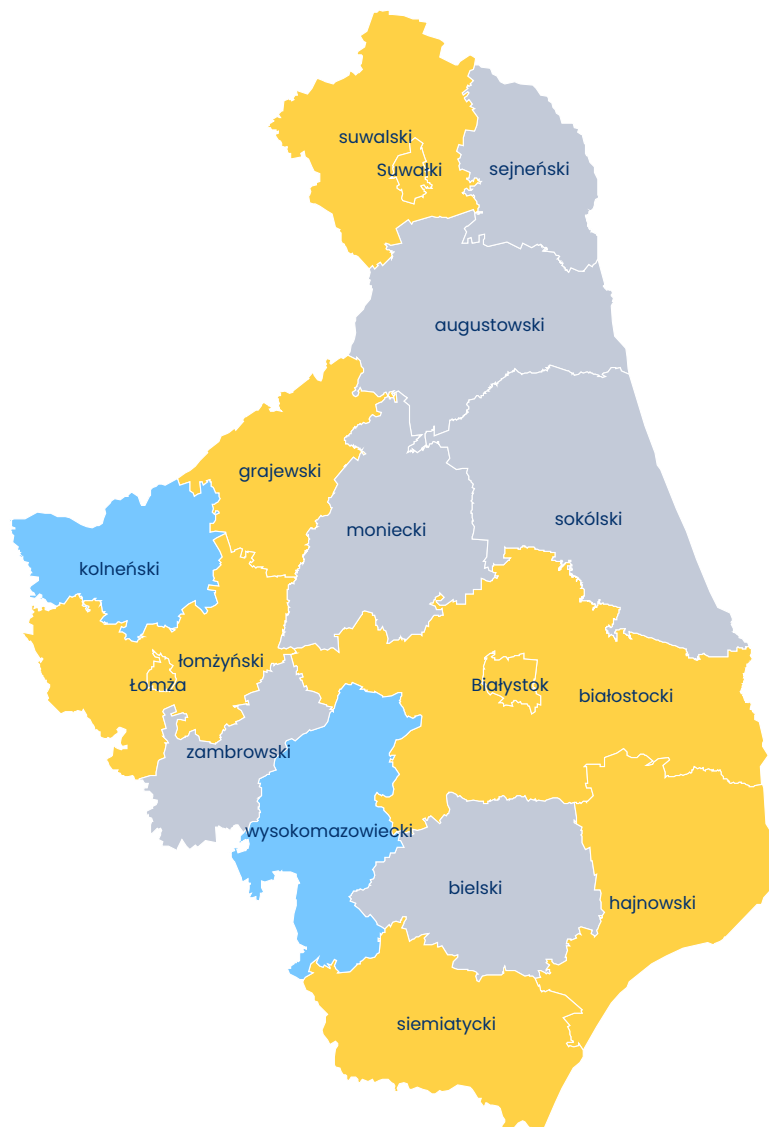 suwalski
Suwałki
sejneński
augustowski
grajewski
sokólski
moniecki
kolneński
łomżyński
Łomża
Białystok
białostocki
zambrowski
wysokomazowiecki
bielski
hajnowski
siemiatycki